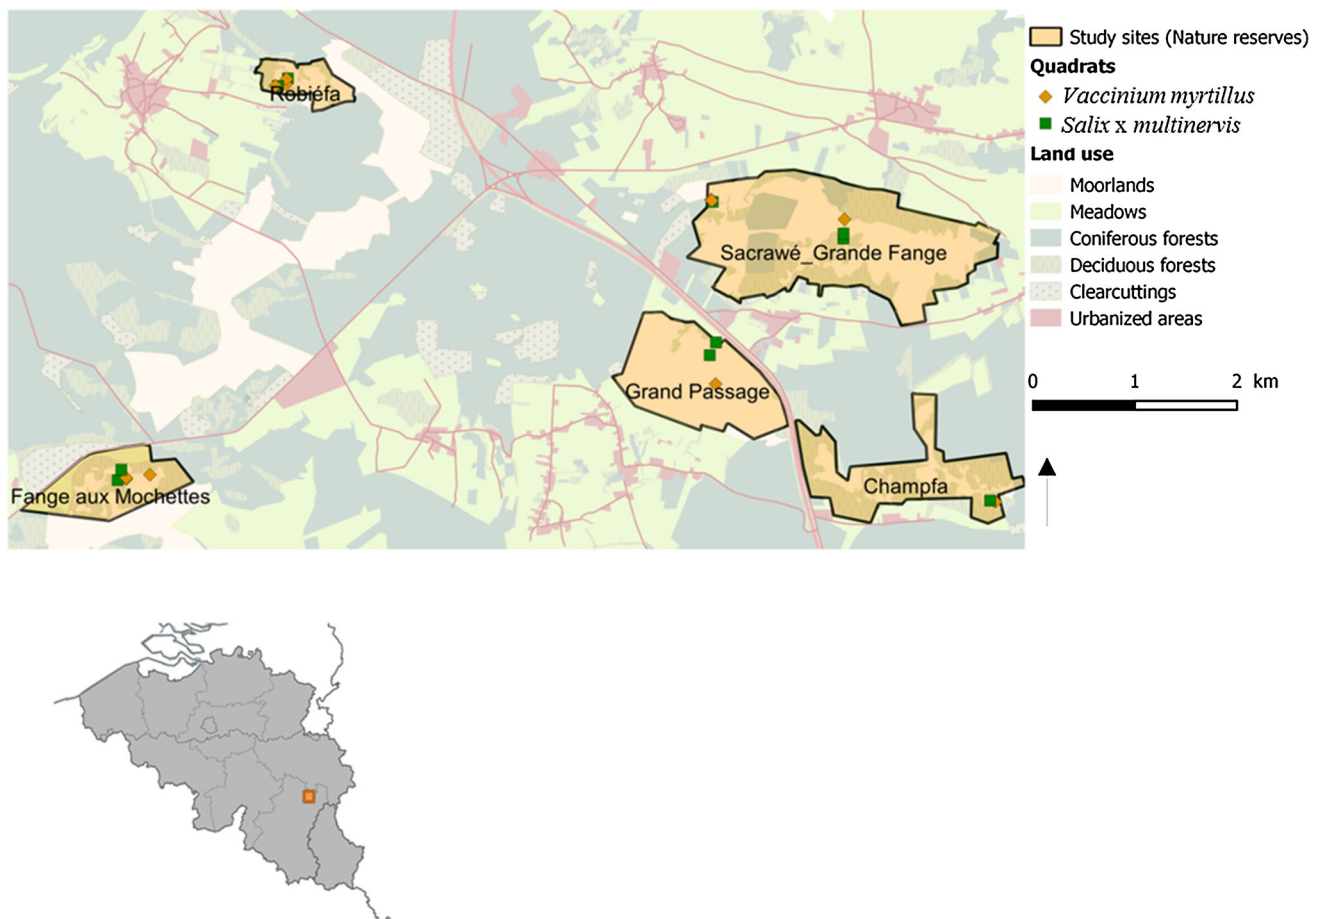 Study sites (Nature reserves)
Quadrats
Vaccinium myrtillus
Salix x multinervis
Land use
Moorlands
Meadows
Coniferous forests
Deciduous forests
Clearcuttings
Urbanized areas
0 1 2 km
Robiéfa
Sacrawé_Grande Fange
Grand Passage
Champfa
Fange aux Mochettes